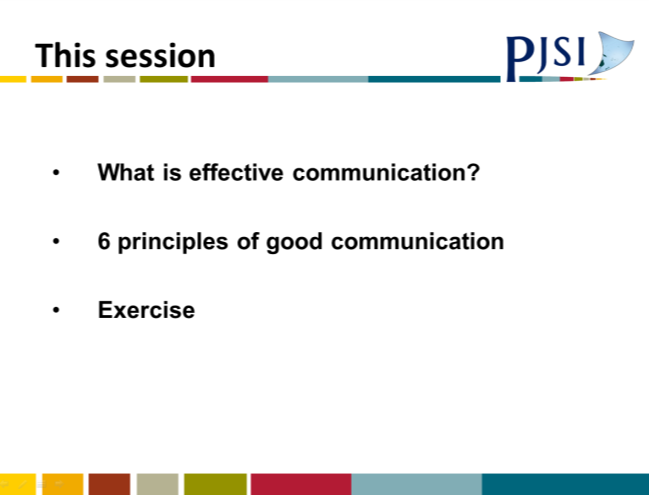 This session
PJSI
• What is effective communication?
• 6 principles of good communication
• Exercise